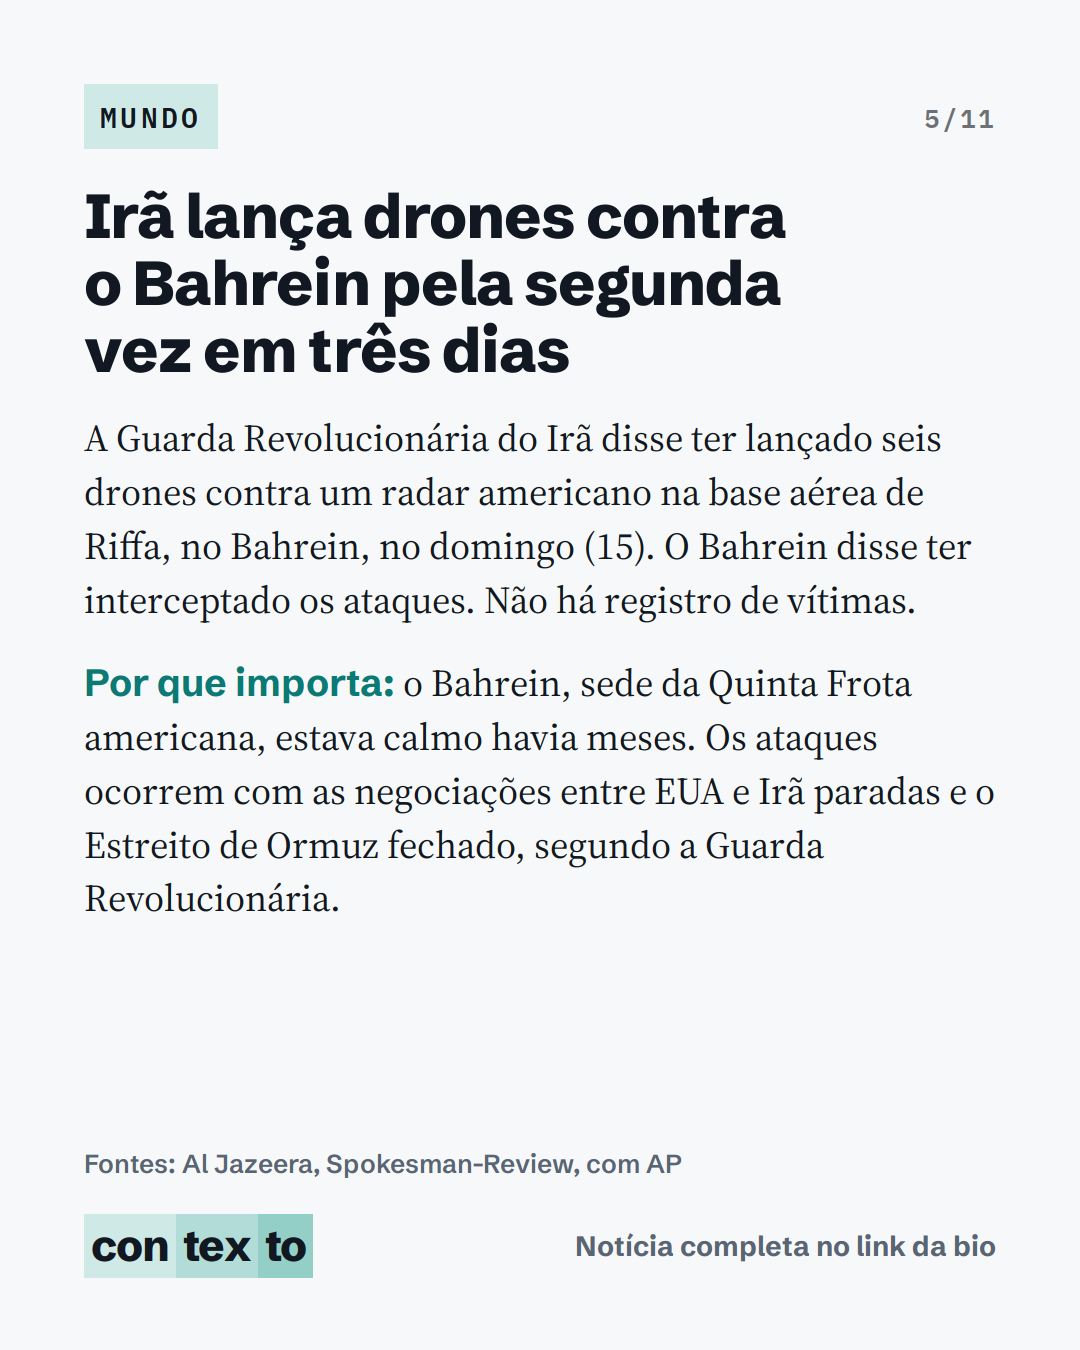 MUNDO
5/11
Irã lança drones contra
o Bahrein pela segunda
vez em três dias
A Guarda Revolucionária do Irã disse ter lançado seis
drones contra um radar americano na base aérea de
Riffa, no Bahrein, no domingo (15). O Bahrein disse ter
interceptado os ataques. Não há registro de vítimas.
Por que importa: o Bahrein, sede da Quinta Frota
americana, estava calmo havia meses. Os ataques
ocorrem com as negociações entre EUA e Irã paradas e o
Estreito de Ormuz fechado, segundo a Guarda
Revolucionária.
Fontes: Al Jazeera, Spokesman-Review, com AP
contexto
Notícia completa no link da bio